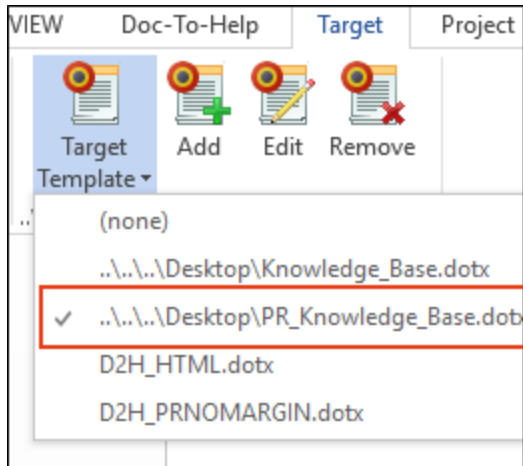 VIEW Doc-To-Help Target Project
Target Add Edit Remove
Template
(none)
..\..\..\Desktop\Knowledge_Base.dotx
..\..\..\Desktop\PR_Knowledge_Base.dotx
D2H_HTML.dotx
D2H_PRNOMARGIN.dotx